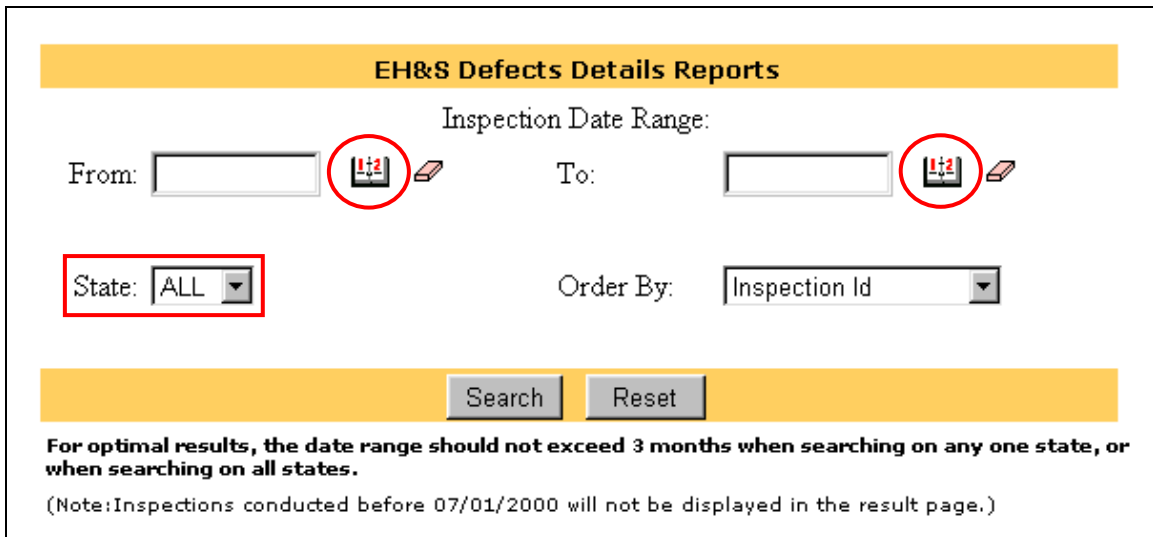 EH&S Defects Details Reports
Inspection Date Range:
From: To:
State: ALL Order By: Inspection Id
Search Reset
For optimal results, the date range should not exceed 3 months when searching on any one state, or
when searching on all states.
(Note:Inspections conducted before 07/01/2000 will not be displayed in the result page.)